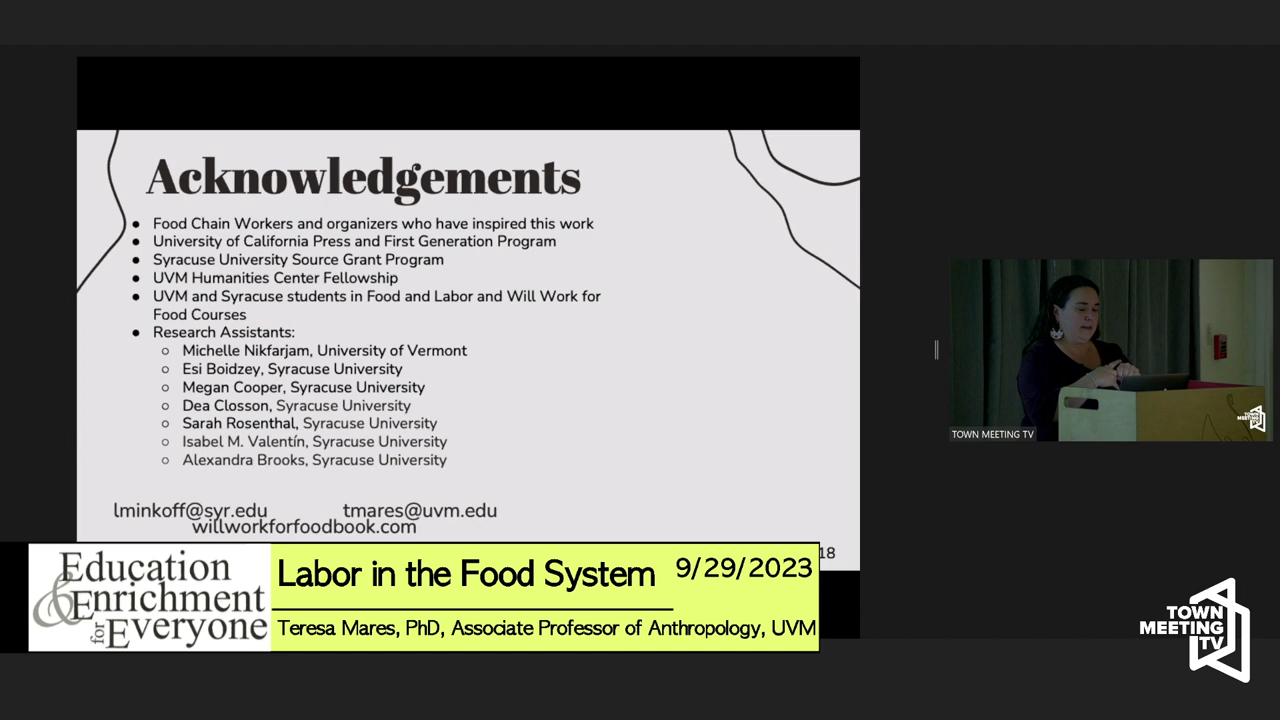 Acknowledgements
● Food Chain Workers and organizers who have inspired this work
● University of California Press and First Generation Program
● Syracuse University Source Grant Program
● UVM Humanities Center Fellowship
● UVM and Syracuse students in Food and Labor and Will Work for
Food Courses
● Research Assistants:
○ Michelle Nikfarjam, University of Vermont
○ Esi Boidzey, Syracuse University
○ Megan Cooper, Syracuse University
○ Dea Closson, Syracuse University
○ Sarah Rosenthal, Syracuse University
○ Isabel M. Valentín, Syracuse University
○ Alexandra Brooks, Syracuse University
lminkoff@syr.edu tmares@uvm.edu
willworkforfoodbook.com
18
Education
& Enrichment
for Everyone
Labor in the Food System 9/29/2023
Teresa Mares, PhD, Associate Professor of Anthropology, UVM
TOWN MEETING TV
TOWN
MEETING
TV
TOWN
MEETING
TV